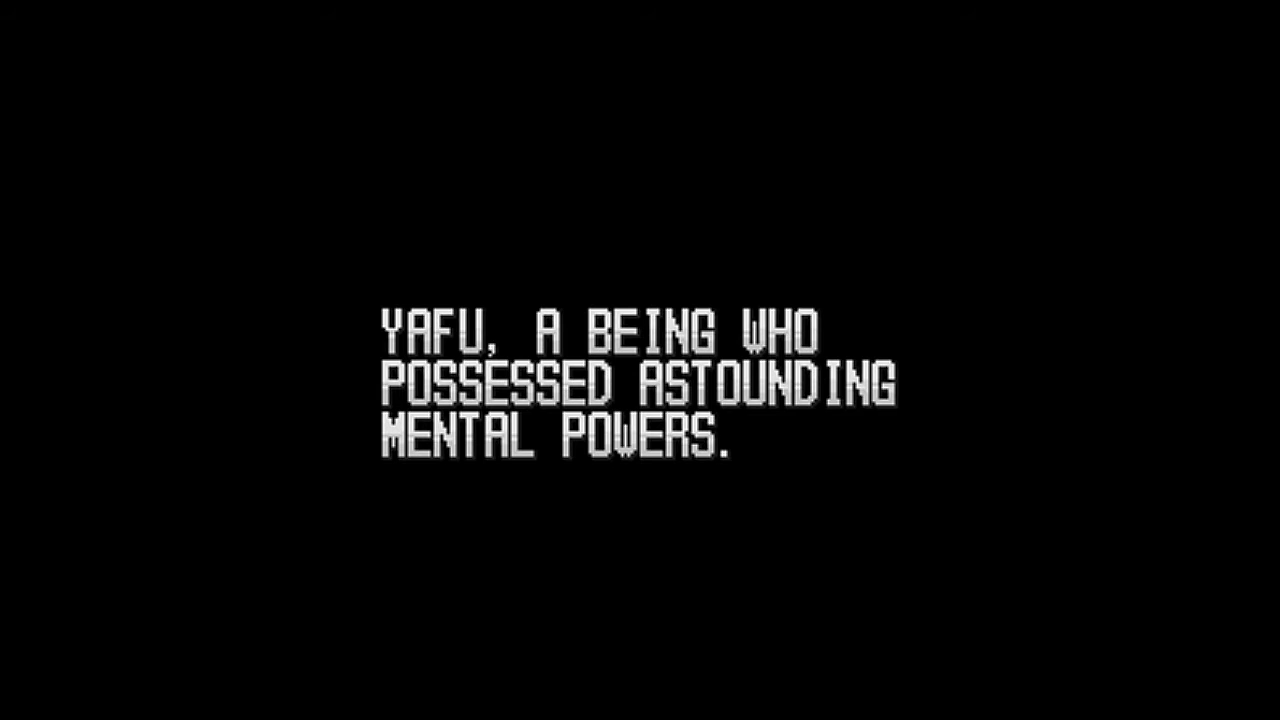 YAFU, A BEING WHO
POSSESSED ASTOUNDING
MENTAL POWERS.